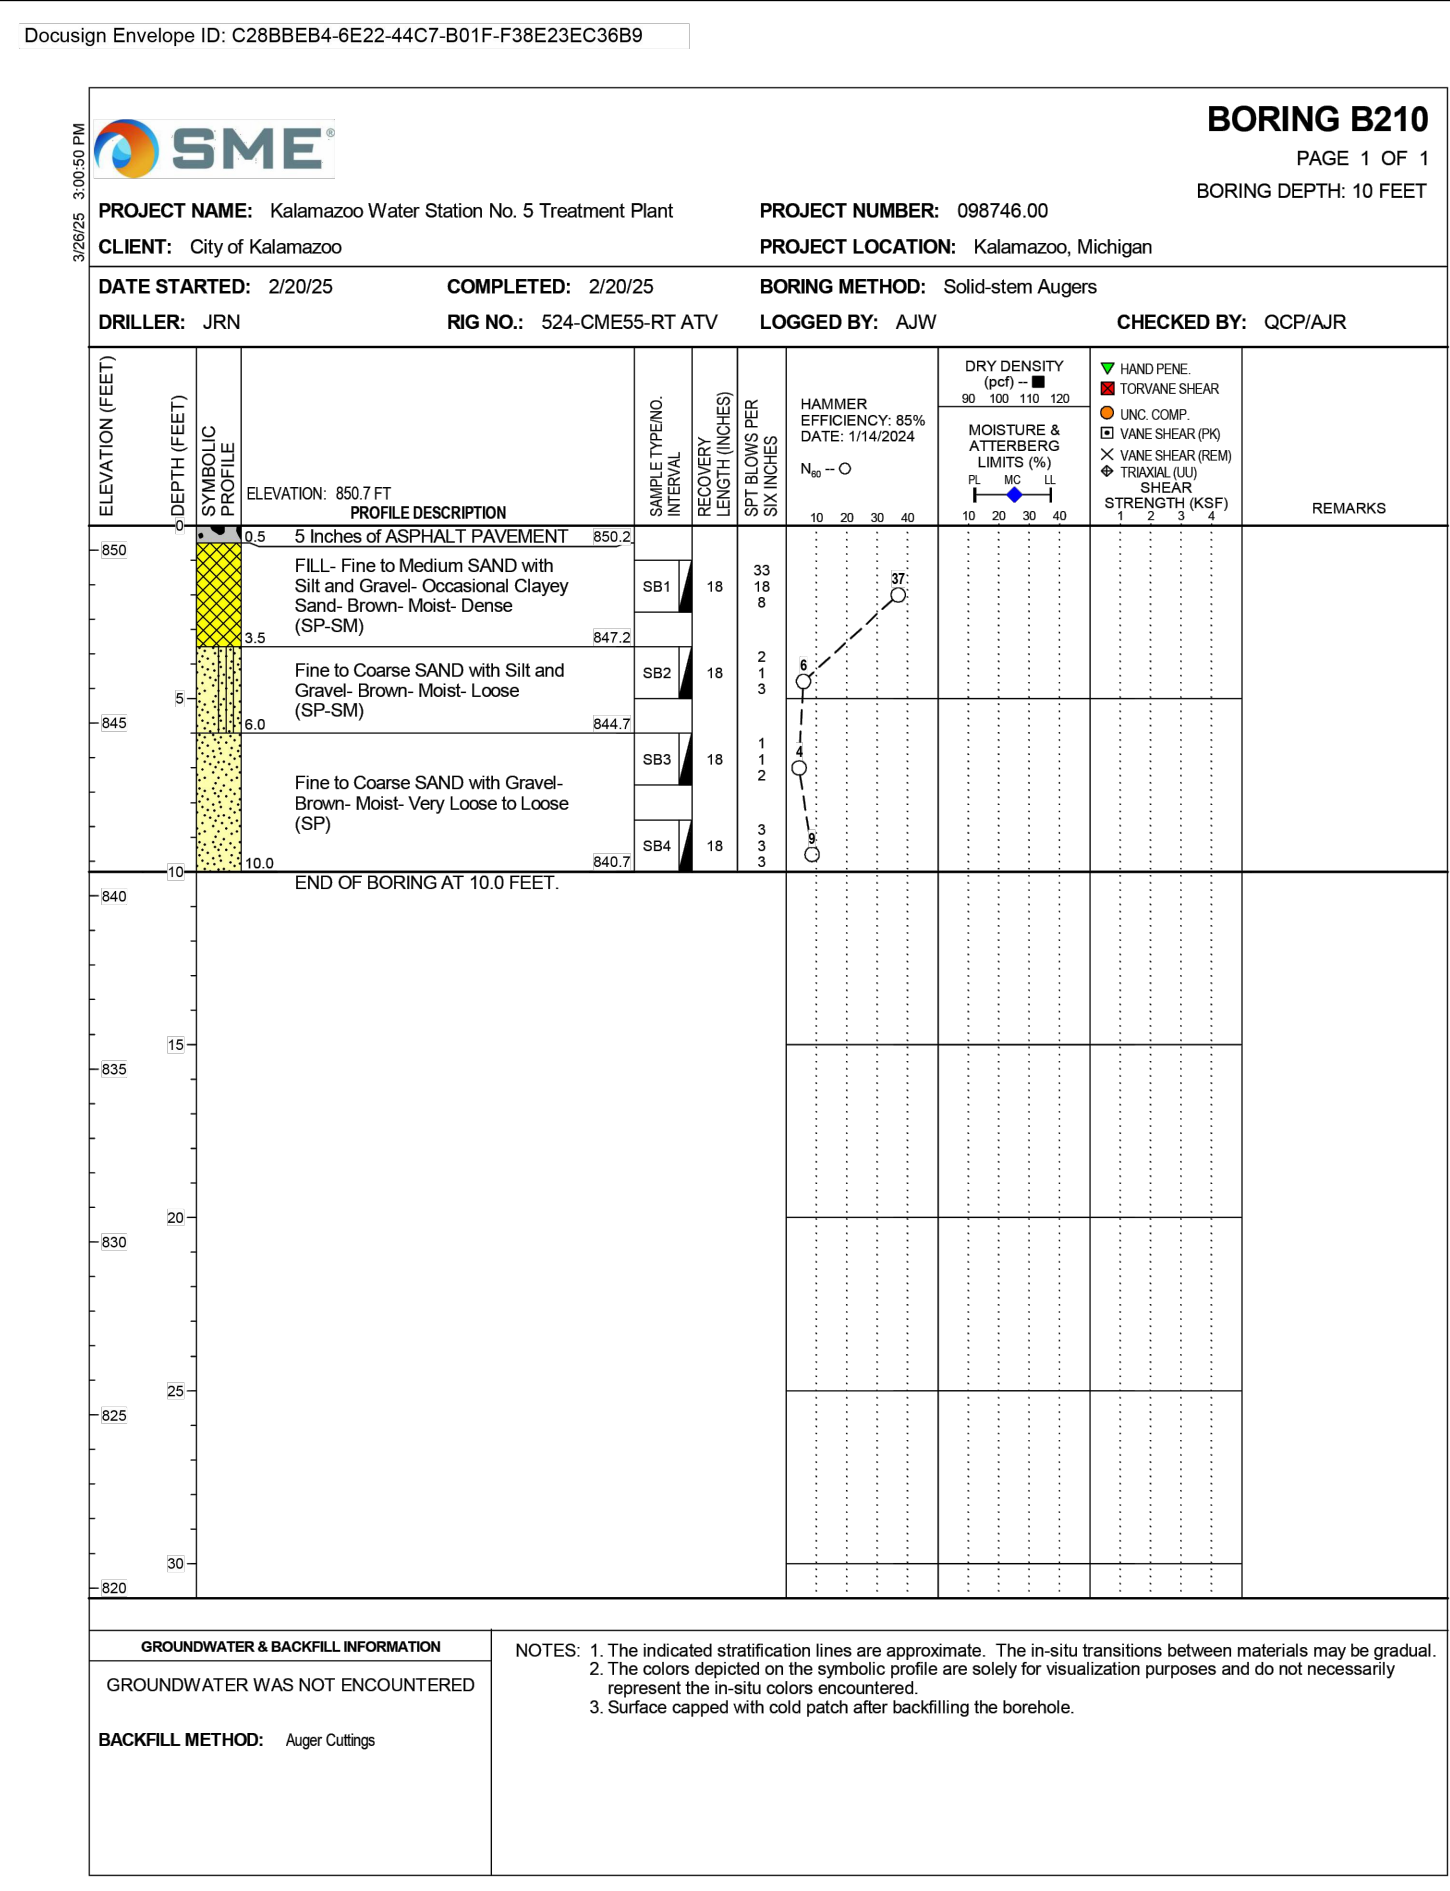 Docusign Envelope ID: C28BBEB4-6E22-44C7-B01F-F38E23EC36B9
3/26/25 3:00:50 PM
SME®
BORING B210
PAGE 1 OF 1
BORING DEPTH: 10 FEET
PROJECT NAME: Kalamazoo Water Station No. 5 Treatment Plant
PROJECT NUMBER: 098746.00
CLIENT: City of Kalamazoo
PROJECT LOCATION: Kalamazoo, Michigan
DATE STARTED: 2/20/25
COMPLETED: 2/20/25
BORING METHOD: Solid-stem Augers
DRILLER: JRN
RIG NO.: 524-CME55-RT ATV
LOGGED BY: AJW
CHECKED BY: QCP/AJR
ELEVATION (FEET)
DEPTH (FEET)
SYMBOLIC
PROFILE
ELEVATION: 850.7 FT
PROFILE DESCRIPTION
SAMPLE TYPE/NO.
INTERVAL
RECOVERY
LENGTH (INCHES)
SPT BLOWS PER
SIX INCHES
HAMMER
EFFICIENCY: 85%
DATE: 1/14/2024
N60 --
10 20 30 40
DRY DENSITY
(pcf) --
90 100 110 120
MOISTURE &
ATTERBERG
LIMITS (%)
PL MC LL
10 20 30 40
HAND PENE.
TORVANE SHEAR
UNC. COMP.
VANE SHEAR (PK)
VANE SHEAR (REM)
TRIAXIAL (UU)
SHEAR
STRENGTH (KSF)
1 2 3 4
REMARKS
0
0.5 5 Inches of ASPHALT PAVEMENT 850.2
850
FILL- Fine to Medium SAND with
Silt and Gravel- Occasional Clayey
Sand- Brown- Moist- Dense
(SP-SM)
3.5 847.2
SB1
18
33
18
8
37
Fine to Coarse SAND with Silt and
Gravel- Brown- Moist- Loose
(SP-SM)
6.0 844.7
SB2
18
2
1
3
6
5
845
Fine to Coarse SAND with Gravel-
Brown- Moist- Very Loose to Loose
(SP)
10.0 840.7
SB3
18
1
1
2
4
SB4
18
3
3
3
9
10
END OF BORING AT 10.0 FEET.
840
15
835
20
830
25
825
30
820
GROUNDWATER & BACKFILL INFORMATION
GROUNDWATER WAS NOT ENCOUNTERED
BACKFILL METHOD: Auger Cuttings
NOTES: 1. The indicated stratification lines are approximate. The in-situ transitions between materials may be gradual.
2. The colors depicted on the symbolic profile are solely for visualization purposes and do not necessarily
represent the in-situ colors encountered.
3. Surface capped with cold patch after backfilling the borehole.